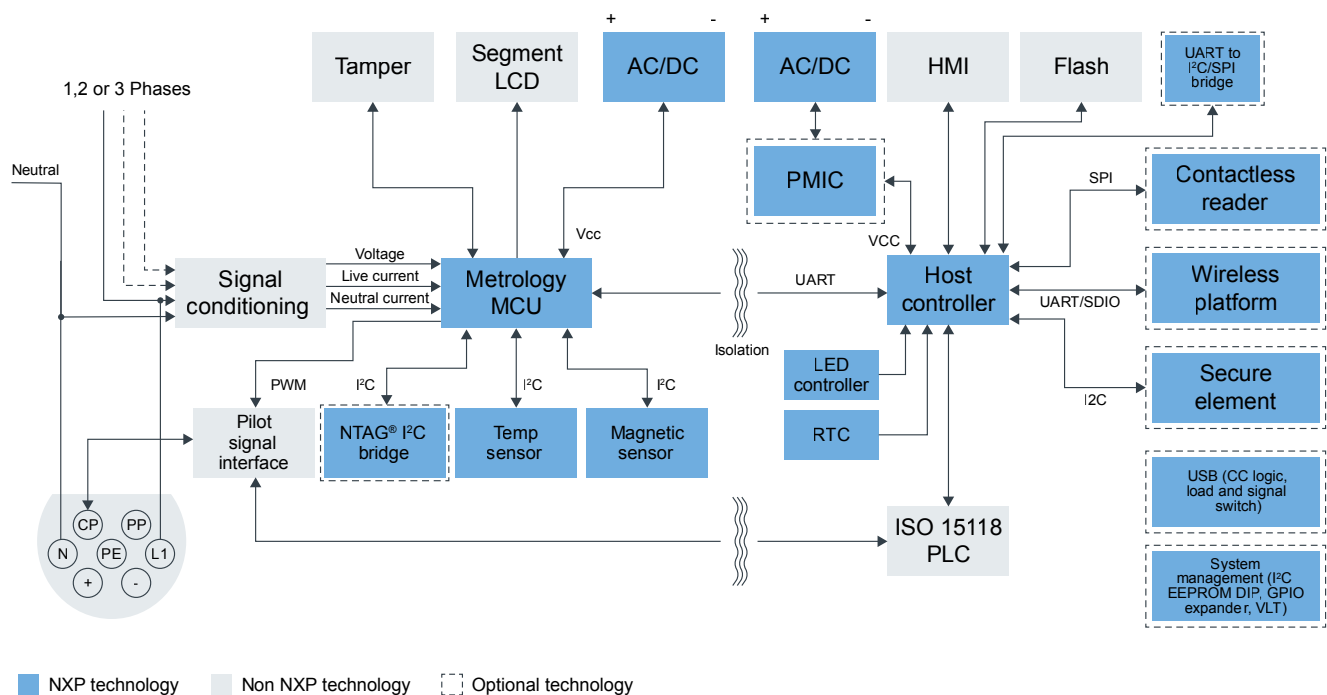 + -
+ -
Tamper
Segment
LCD
AC/DC
AC/DC
HMI
Flash
UART to
I²C/SPI
bridge
1,2 or 3 Phases
Neutral
PMIC
SPI
Contactless
reader
Vcc
VCC
Signal
conditioning
Voltage
Live current
Neutral current
Metrology
MCU
UART
Host
controller
UART/SDIO
Wireless
platform
Isolation
LED
controller
I2C
Secure
element
PWM
I²C
I²C
I²C
Pilot
signal
interface
NTAG® I²C
bridge
Temp
sensor
Magnetic
sensor
RTC
USB (CC logic,
load and signal
switch)
CP
PP
N
PE
L1
+
-
ISO 15118
PLC
System
management (I²C
EEPROM DIP, GPIO
expander, VLT)
NXP technology
Non NXP technology
Optional technology